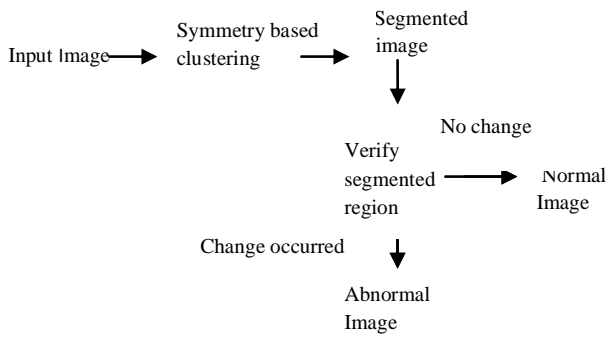 Input Image
Symmetry based
clustering
Segmented
image
No change
Verify
segmented
region
Normal
Image
Change occurred
Abnormal
Image